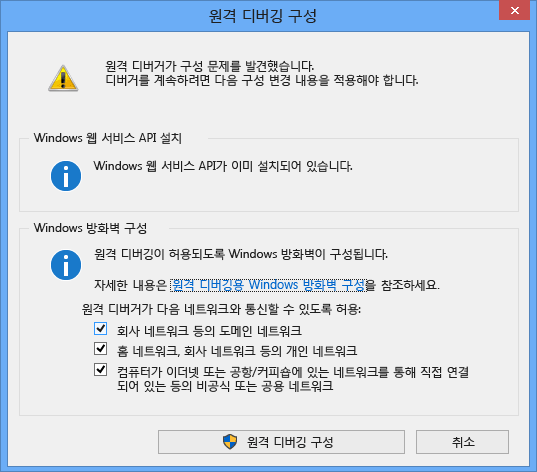 원격 디버깅 구성
원격 디버거가 구성 문제를 발견했습니다.
디버거를 계속하려면 다음 구성 변경 내용을 적용해야 합니다.
Windows 웹 서비스 API 설치
Windows 웹 서비스 API가 이미 설치되어 있습니다.
Windows 방화벽 구성
원격 디버깅이 허용되도록 Windows 방화벽이 구성됩니다.
자세한 내용은 원격 디버깅용 Windows 방화벽 구성을 참조하세요.
원격 디버거가 다음 네트워크와 통신할 수 있도록 허용:
회사 네트워크 등의 도메인 네트워크
홈 네트워크, 회사 네트워크 등의 개인 네트워크
컴퓨터가 이더넷 또는 공항/커피숍에 있는 네트워크를 통해 직접 연결
되어 있는 등의 비공식 또는 공용 네트워크
원격 디버깅 구성
취소